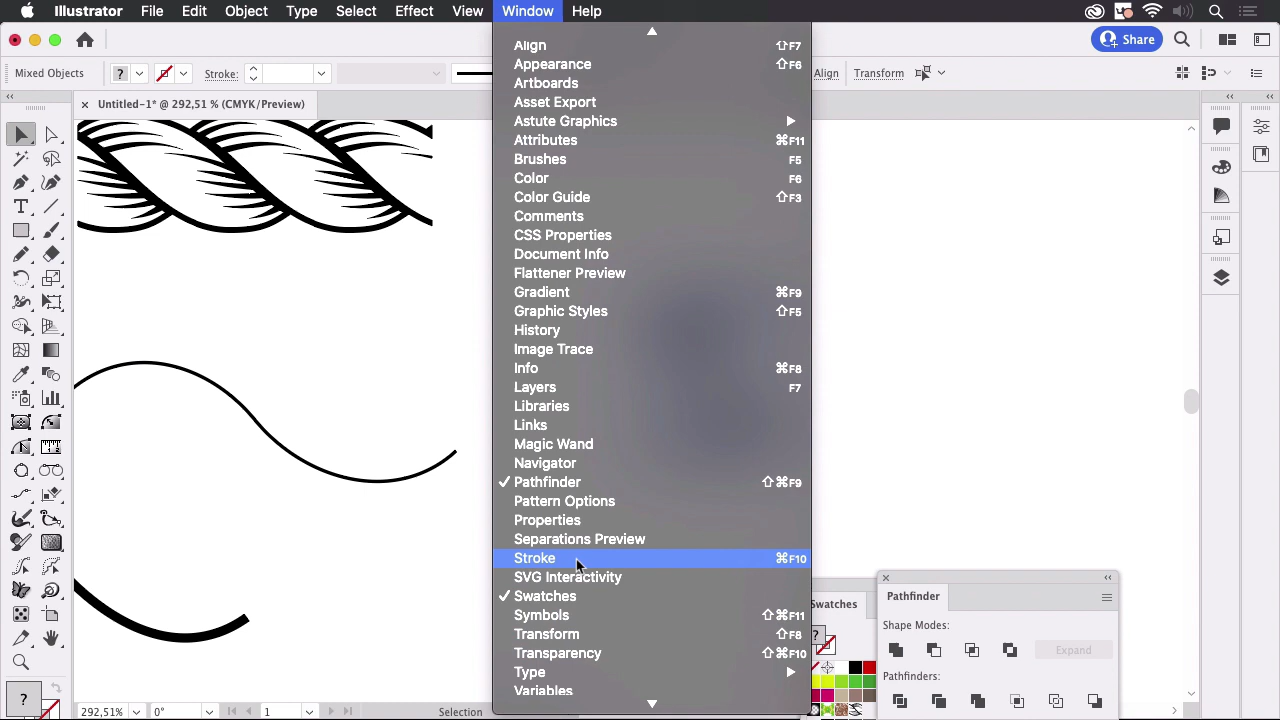 Illustrator File Edit Object Type Select Effect View Window Help
Share
Mixed Objects ? Stroke: Align Transform
× Untitled-1* @ 292,51 % (CMYK/Preview)
Align ⇧F7
Appearance ⇧F6
Artboards
Asset Export
Astute Graphics
Attributes ⌘F11
Brushes F5
Color F6
Color Guide ⇧F3
Comments
CSS Properties
Document Info
Flattener Preview
Gradient ⌘F9
Graphic Styles ⇧F5
History
Image Trace
Info ⌘F8
Layers F7
Libraries
Links
Magic Wand
Navigator
✓ Pathfinder ⇧⌘F9
Pattern Options
Properties
Separations Preview
Stroke ⌘F10
SVG Interactivity
✓ Swatches
Symbols ⇧⌘F11
Transform ⇧F8
Transparency ⇧⌘F10
Type
Variables
Swatches
?
Pathfinder
Shape Modes:
Expand
Pathfinders:
?
292,51% 0° 1 Selection